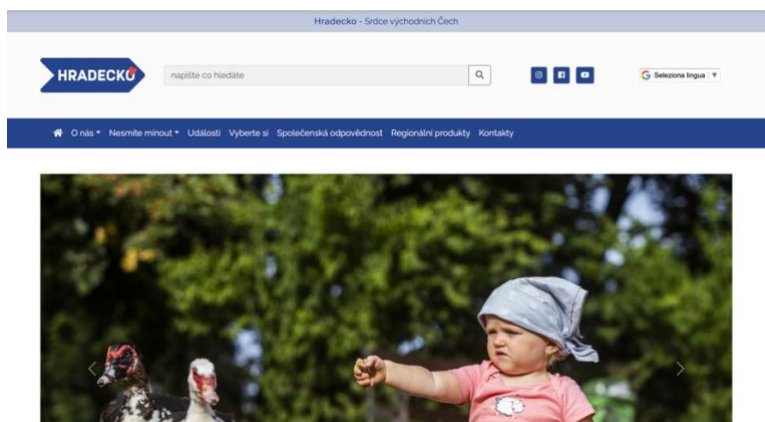 Hradecko - Srdce východních Čech
HRADECKO
napište co hledáte
G Seleziona lingua ▼
O nás Nesmíte minout Události Vyberte si Společenská odpovědnost Regionální produkty Kontakty